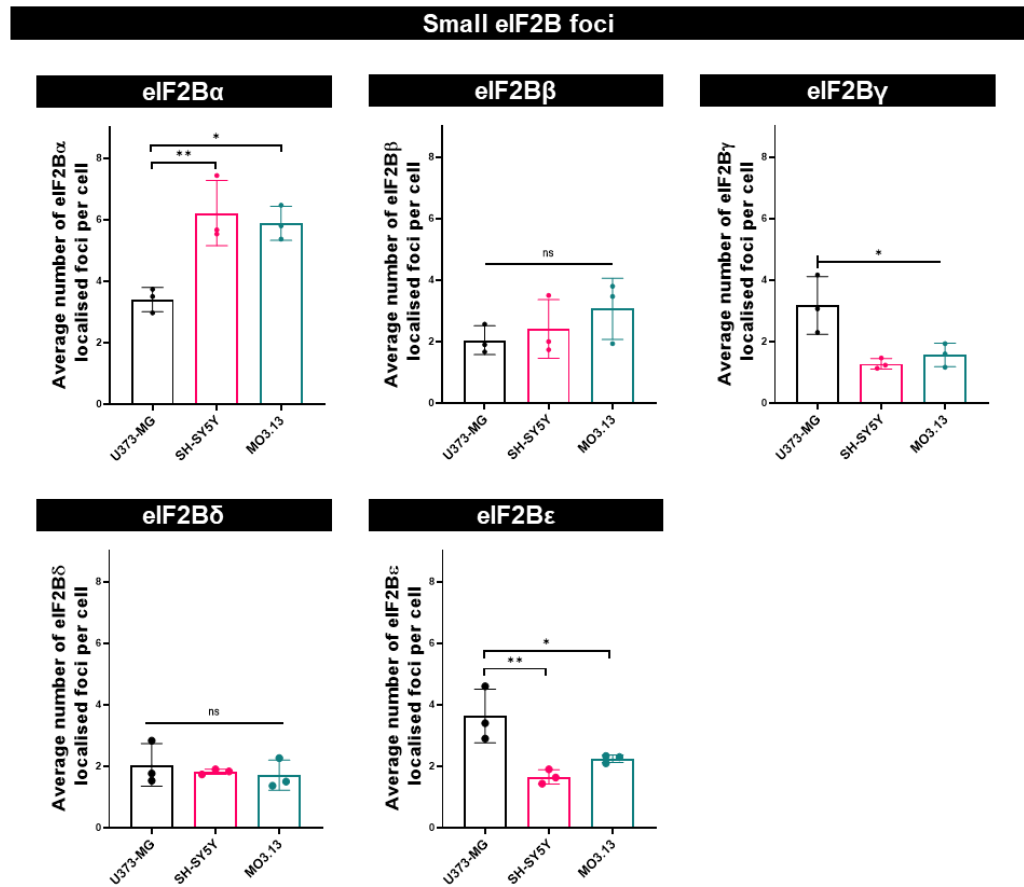 Small eIF2B foci
eIF2Bα
Average number of eIF2Bα
localised foci per cell
8
6
4
2
0
**
*
U373-MG
SH-SY5Y
MO3.13
eIF2Bβ
Average number of eIF2Bβ
localised foci per cell
8
6
4
2
0
ns
U373-MG
SH-SY5Y
MO3.13
eIF2Bγ
Average number of eIF2Bγ
localised foci per cell
8
6
4
2
0
*
U373-MG
SH-SY5Y
MO3.13
eIF2Bδ
Average number of eIF2Bδ
localised foci per cell
8
6
4
2
0
ns
U373-MG
SH-SY5Y
MO3.13
eIF2Bε
Average number of eIF2Bε
localised foci per cell
8
6
4
2
0
**
*
U373-MG
SH-SY5Y
MO3.13